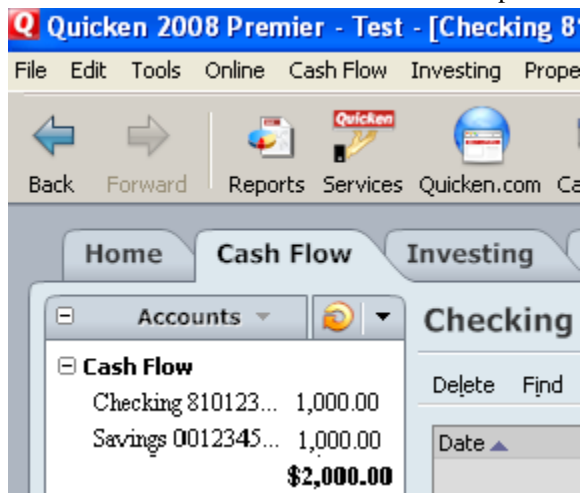 Quicken 2008 Premier - Test - [Checking 81
File Edit Tools Online Cash Flow Investing Prope
Quicken
Back Forward Reports Services Quicken.com Ca
Home Cash Flow Investing
Accounts
Checking
Cash Flow
Delete Find
Checking 810123... 1,000.00
Savings 0012345... 1,000.00
Date
$2,000.00